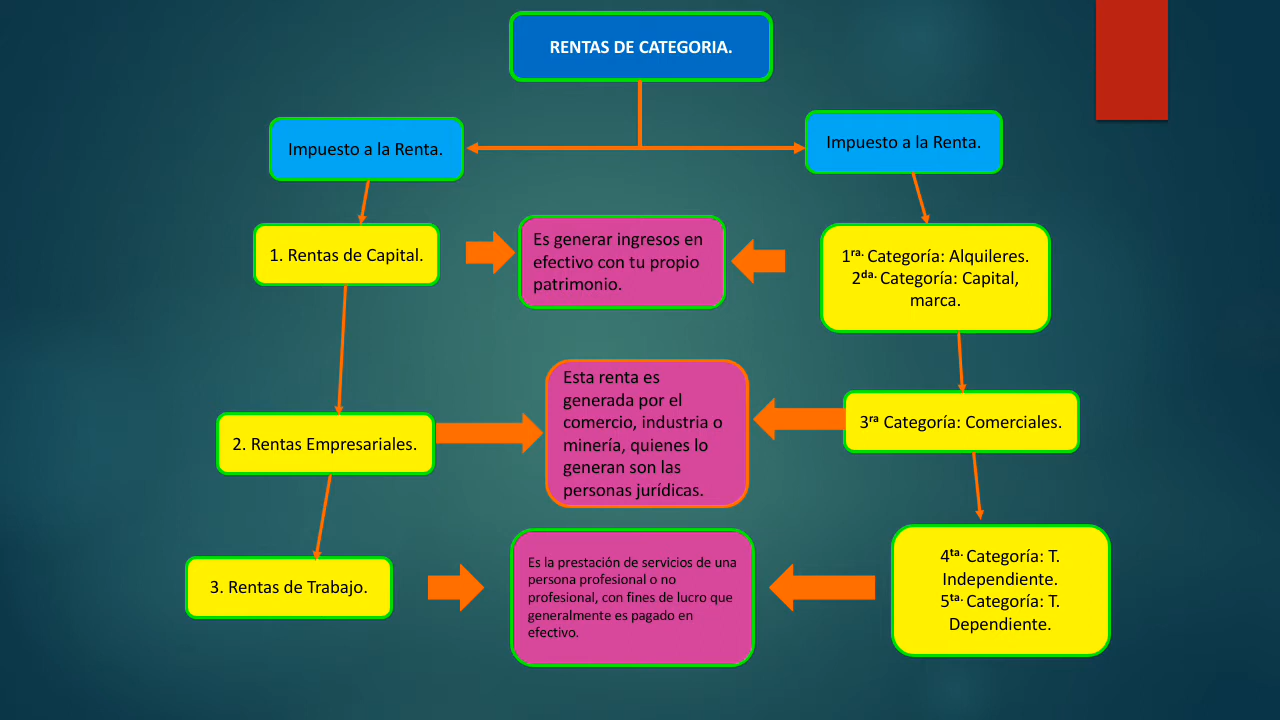 RENTAS DE CATEGORIA.
Impuesto a la Renta.
Impuesto a la Renta.
1. Rentas de Capital.
Es generar ingresos en
efectivo con tu propio
patrimonio.
1ra. Categoría: Alquileres.
2da. Categoría: Capital,
marca.
2. Rentas Empresariales.
Esta renta es
generada por el
comercio, industria o
minería, quienes lo
generan son las
personas jurídicas.
3ra Categoría: Comerciales.
3. Rentas de Trabajo.
Es la prestación de servicios de una
persona profesional o no
profesional, con fines de lucro que
generalmente es pagado en
efectivo.
4ta. Categoría: T.
Independiente.
5ta. Categoría: T.
Dependiente.